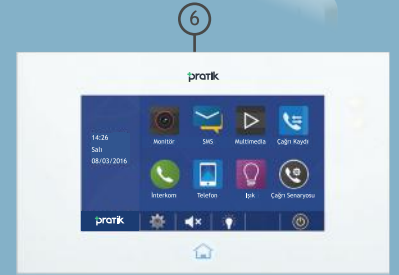 6
pratik
14:26
Salı
08/03/2016
Monitör
SMS
Multimedia
Çağrı Kaydı
İnterkom
Telefon
Işık
Çağrı Senaryosu
pratik